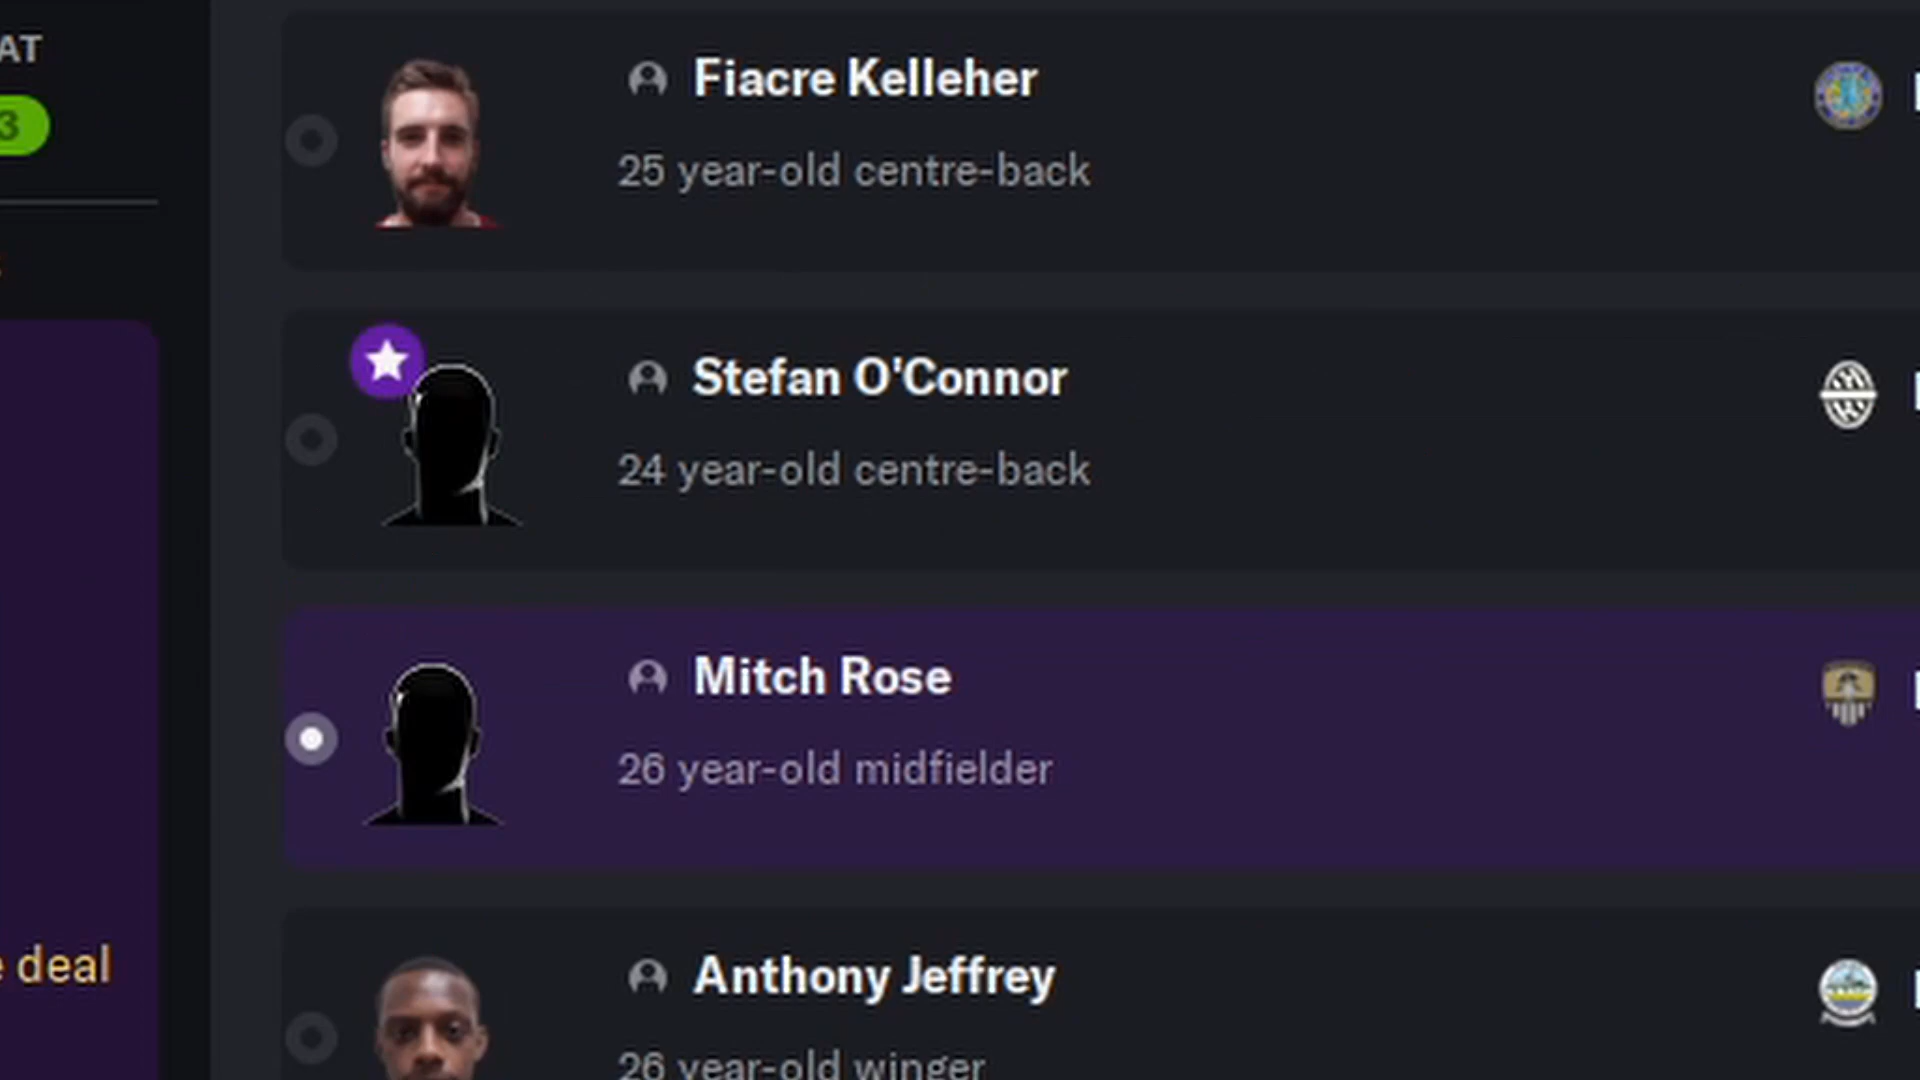 AT
3
Fiacre Kelleher
25 year-old centre-back
Stefan O'Connor
24 year-old centre-back
Mitch Rose
26 year-old midfielder
deal
Anthony Jeffrey
26 year-old winger